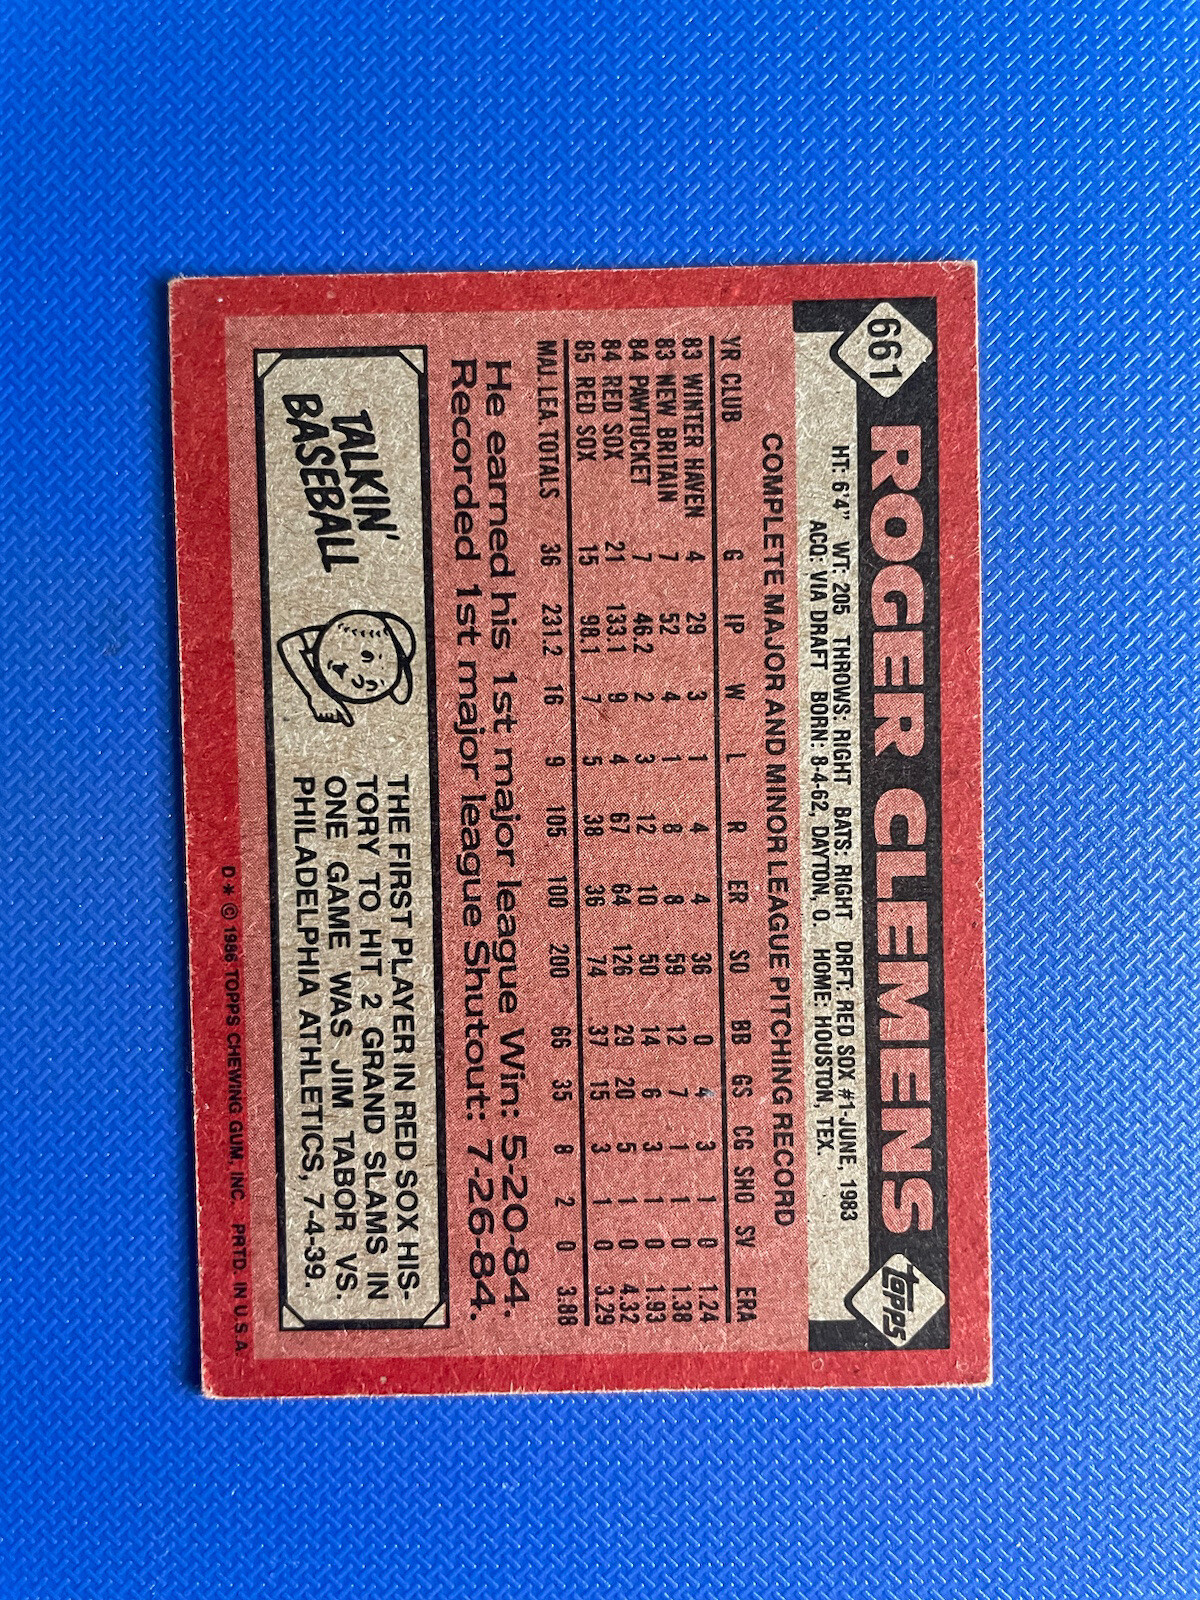 661 ROGER CLEMENS topps
HT: 6'4" WT: 205 THROWS: RIGHT BATS: RIGHT DRFT: RED SOX #1-JUNE, 1983
ACQ: VIA DRAFT BORN: 8-4-62, DAYTON, O. HOME: HOUSTON, TEX.
COMPLETE MAJOR AND MINOR LEAGUE PITCHING RECORD
YR CLUB G IP W L R ER SO BB GS CG SHO SV ERA
83 WINTER HAVEN 4 29 3 1 4 4 36 0 4 3 1 0 1.24
83 NEW BRITAIN 7 52 4 1 8 8 59 12 7 1 1 0 1.38
84 PAWTUCKET 7 46.2 2 3 12 10 50 14 6 3 1 0 1.93
84 RED SOX 21 133.1 9 4 67 64 126 29 20 5 1 0 4.32
85 RED SOX 15 98.1 7 5 38 36 74 37 15 3 1 0 3.29
MAJ. LEA. TOTALS 36 231.2 16 9 105 100 200 66 35 8 2 0 3.88
He earned his 1st major league Win: 5-20-84.
Recorded 1st major league Shutout: 7-26-84.
TALKIN'
BASEBALL
THE FIRST PLAYER IN RED SOX HIS-
TORY TO HIT 2 GRAND SLAMS IN
ONE GAME WAS JIM TABOR VS.
PHILADELPHIA ATHLETICS, 7-4-39.
D* © 1986 TOPPS CHEWING GUM, INC. PRTD. IN U.S.A.